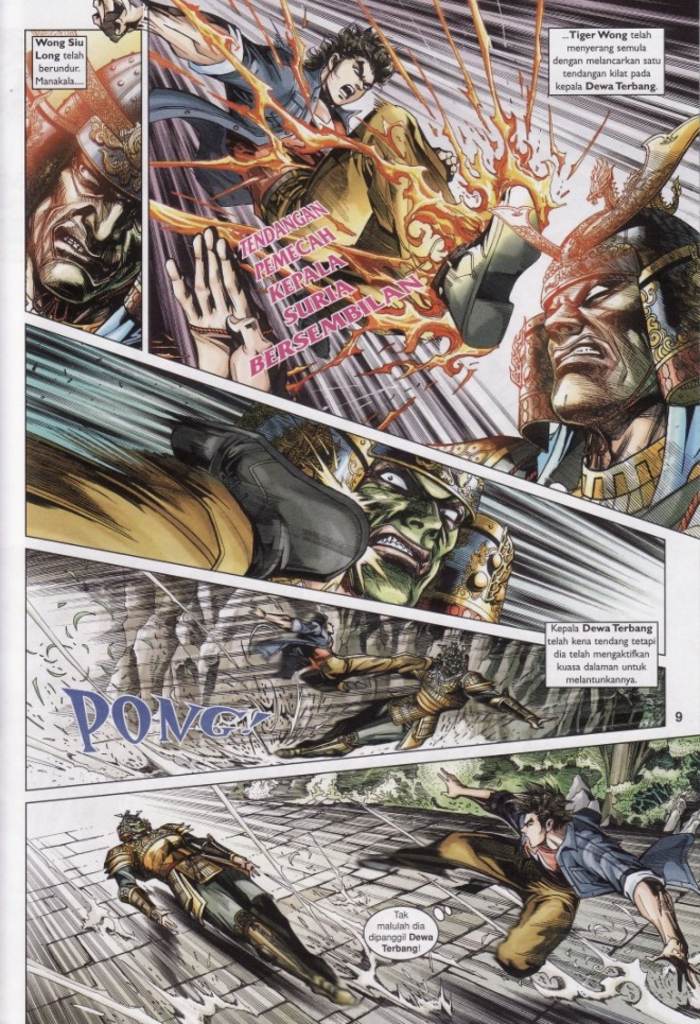 Wong Siu
Long telah
berundur.
Manakala....
...Tiger Wong telah
menyerang semula
dengan melancarkan satu
tendangan kilat pada
kepala Dewa Terbang.
TENDANGAN
PEMECAH
KEPALA
SURIA
BERSEMBILAN
Kepala Dewa Terbang
telah kena tendang tetapi
dia telah mengaktifkan
kuasa dalaman untuk
melantunkannya.
PONG!
9
Tak
malulah dia
dipanggil Dewa
Terbang!